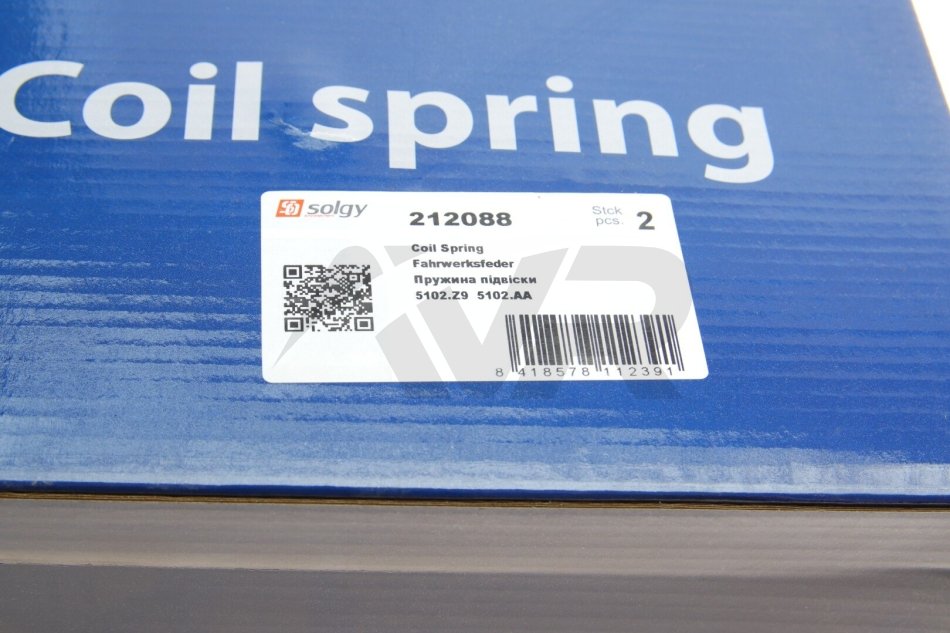 Coil spring
solgy
212088
Stck
pcs.
2
Coil Spring
Fahrwerksfeder
Пружина підвіски
5102.Z9 5102.AA
8 418578 112391
iVR